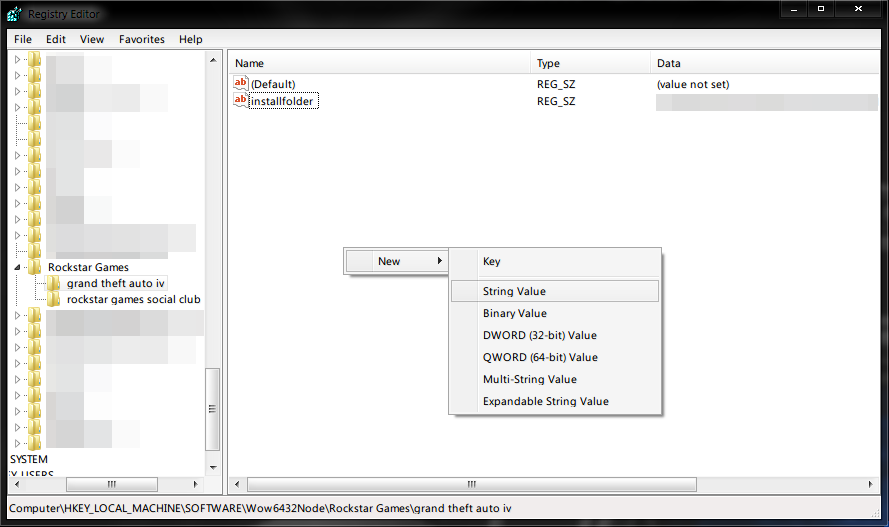 Registry Editor
File Edit View Favorites Help
Name Type Data
ab (Default) REG_SZ (value not set)
ab installfolder REG_SZ
New
Key
String Value
Binary Value
DWORD (32-bit) Value
QWORD (64-bit) Value
Multi-String Value
Expandable String Value
Rockstar Games
grand theft auto iv
rockstar games social club
SYSTEM
Computer\HKEY_LOCAL_MACHINE\SOFTWARE\Wow6432Node\Rockstar Games\grand theft auto iv